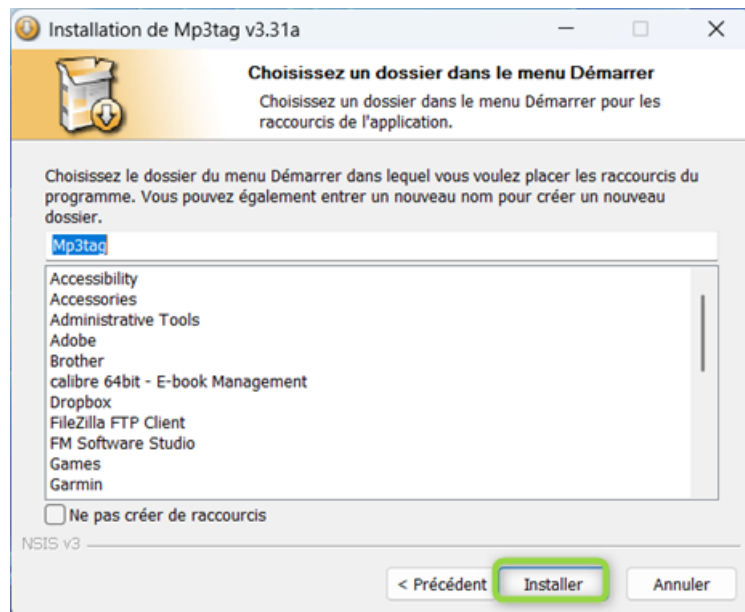 Installation de Mp3tag v3.31a
Choisissez un dossier dans le menu Démarrer
Choisissez un dossier dans le menu Démarrer pour les
raccourcis de l'application.
Choisissez le dossier du menu Démarrer dans lequel vous voulez placer les raccourcis du
programme. Vous pouvez également entrer un nouveau nom pour créer un nouveau
dossier.
Mp3tag
Accessibility
Accessories
Administrative Tools
Adobe
Brother
calibre 64bit - E-book Management
Dropbox
FileZilla FTP Client
FM Software Studio
Games
Garmin
Ne pas créer de raccourcis
NSIS v3
< Précédent Installer Annuler